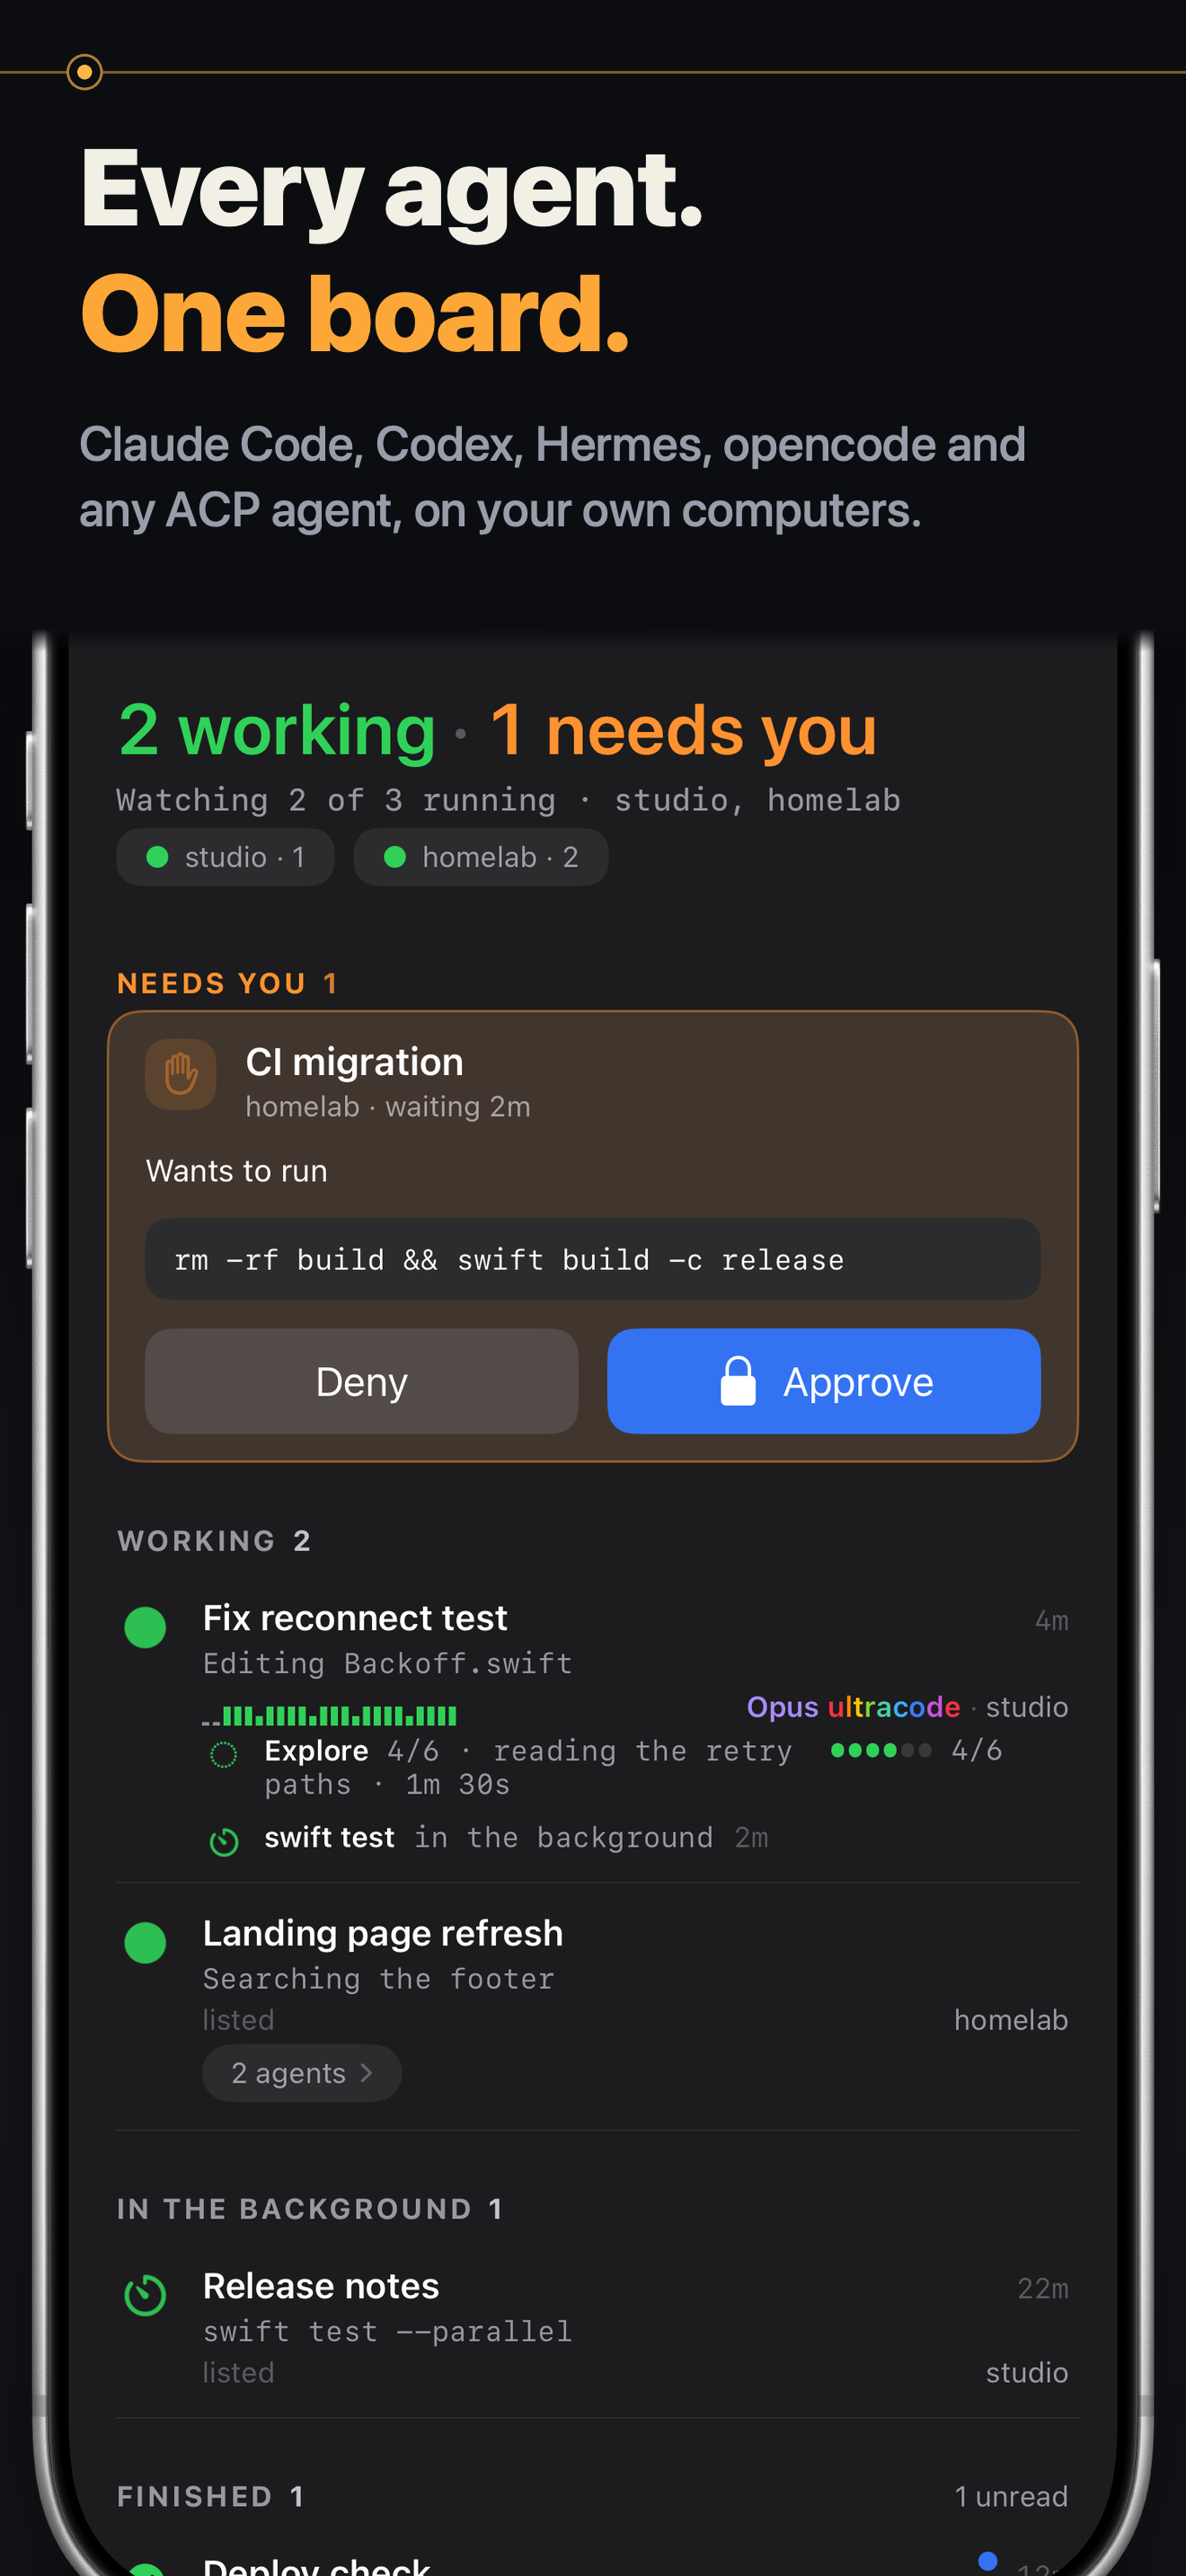 Every agent.
One board.
Claude Code, Codex, Hermes, opencode and
any ACP agent, on your own computers.
2 working · 1 needs you
Watching 2 of 3 running · studio, homelab
studio · 1
homelab · 2
NEEDS YOU 1
CI migration
homelab · waiting 2m
Wants to run
rm -rf build && swift build -c release
Deny
Approve
WORKING 2
Fix reconnect test 4m
Editing Backoff.swift
Opus ultracode · studio
Explore 4/6 · reading the retry 4/6
paths · 1m 30s
swift test in the background 2m
Landing page refresh
Searching the footer
listed homelab
2 agents
IN THE BACKGROUND 1
Release notes 22m
swift test --parallel
listed studio
FINISHED 1 1 unread
Deploy check